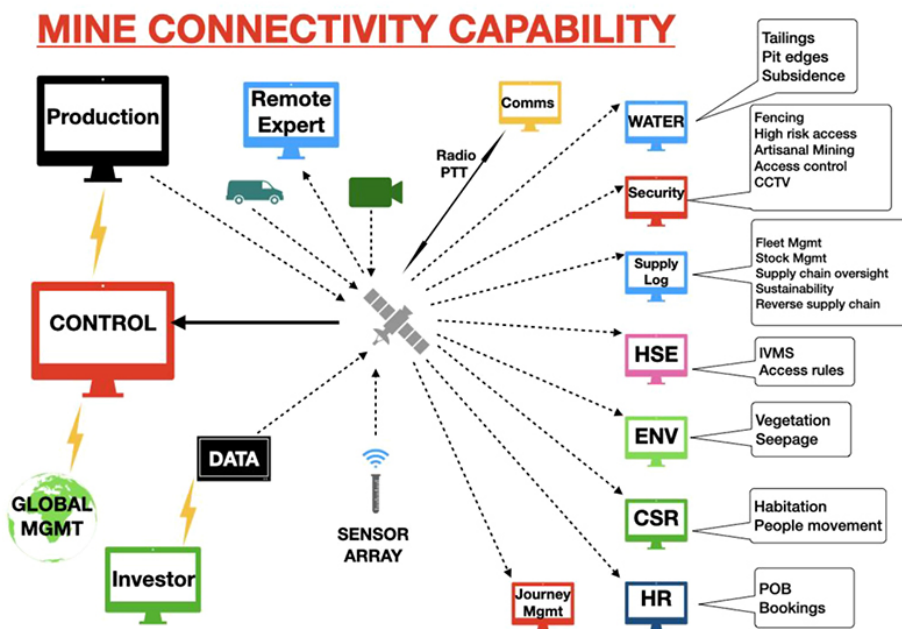 MINE CONNECTIVITY CAPABILITY
Production
Remote
Expert
Comms
Radio
PTT
WATER
Tailings
Pit edges
Subsidence
Security
Fencing
High risk access
Artisanal Mining
Access control
CCTV
Supply
Log
Fleet Mgmt
Stock Mgmt
Supply chain oversight
Sustainability
Reverse supply chain
CONTROL
HSE
IVMS
Access rules
ENV
Vegetation
Seepage
DATA
GLOBAL
MGMT
SENSOR
ARRAY
CSR
Habitation
People movement
Investor
Journey
Mgmt
HR
POB
Bookings